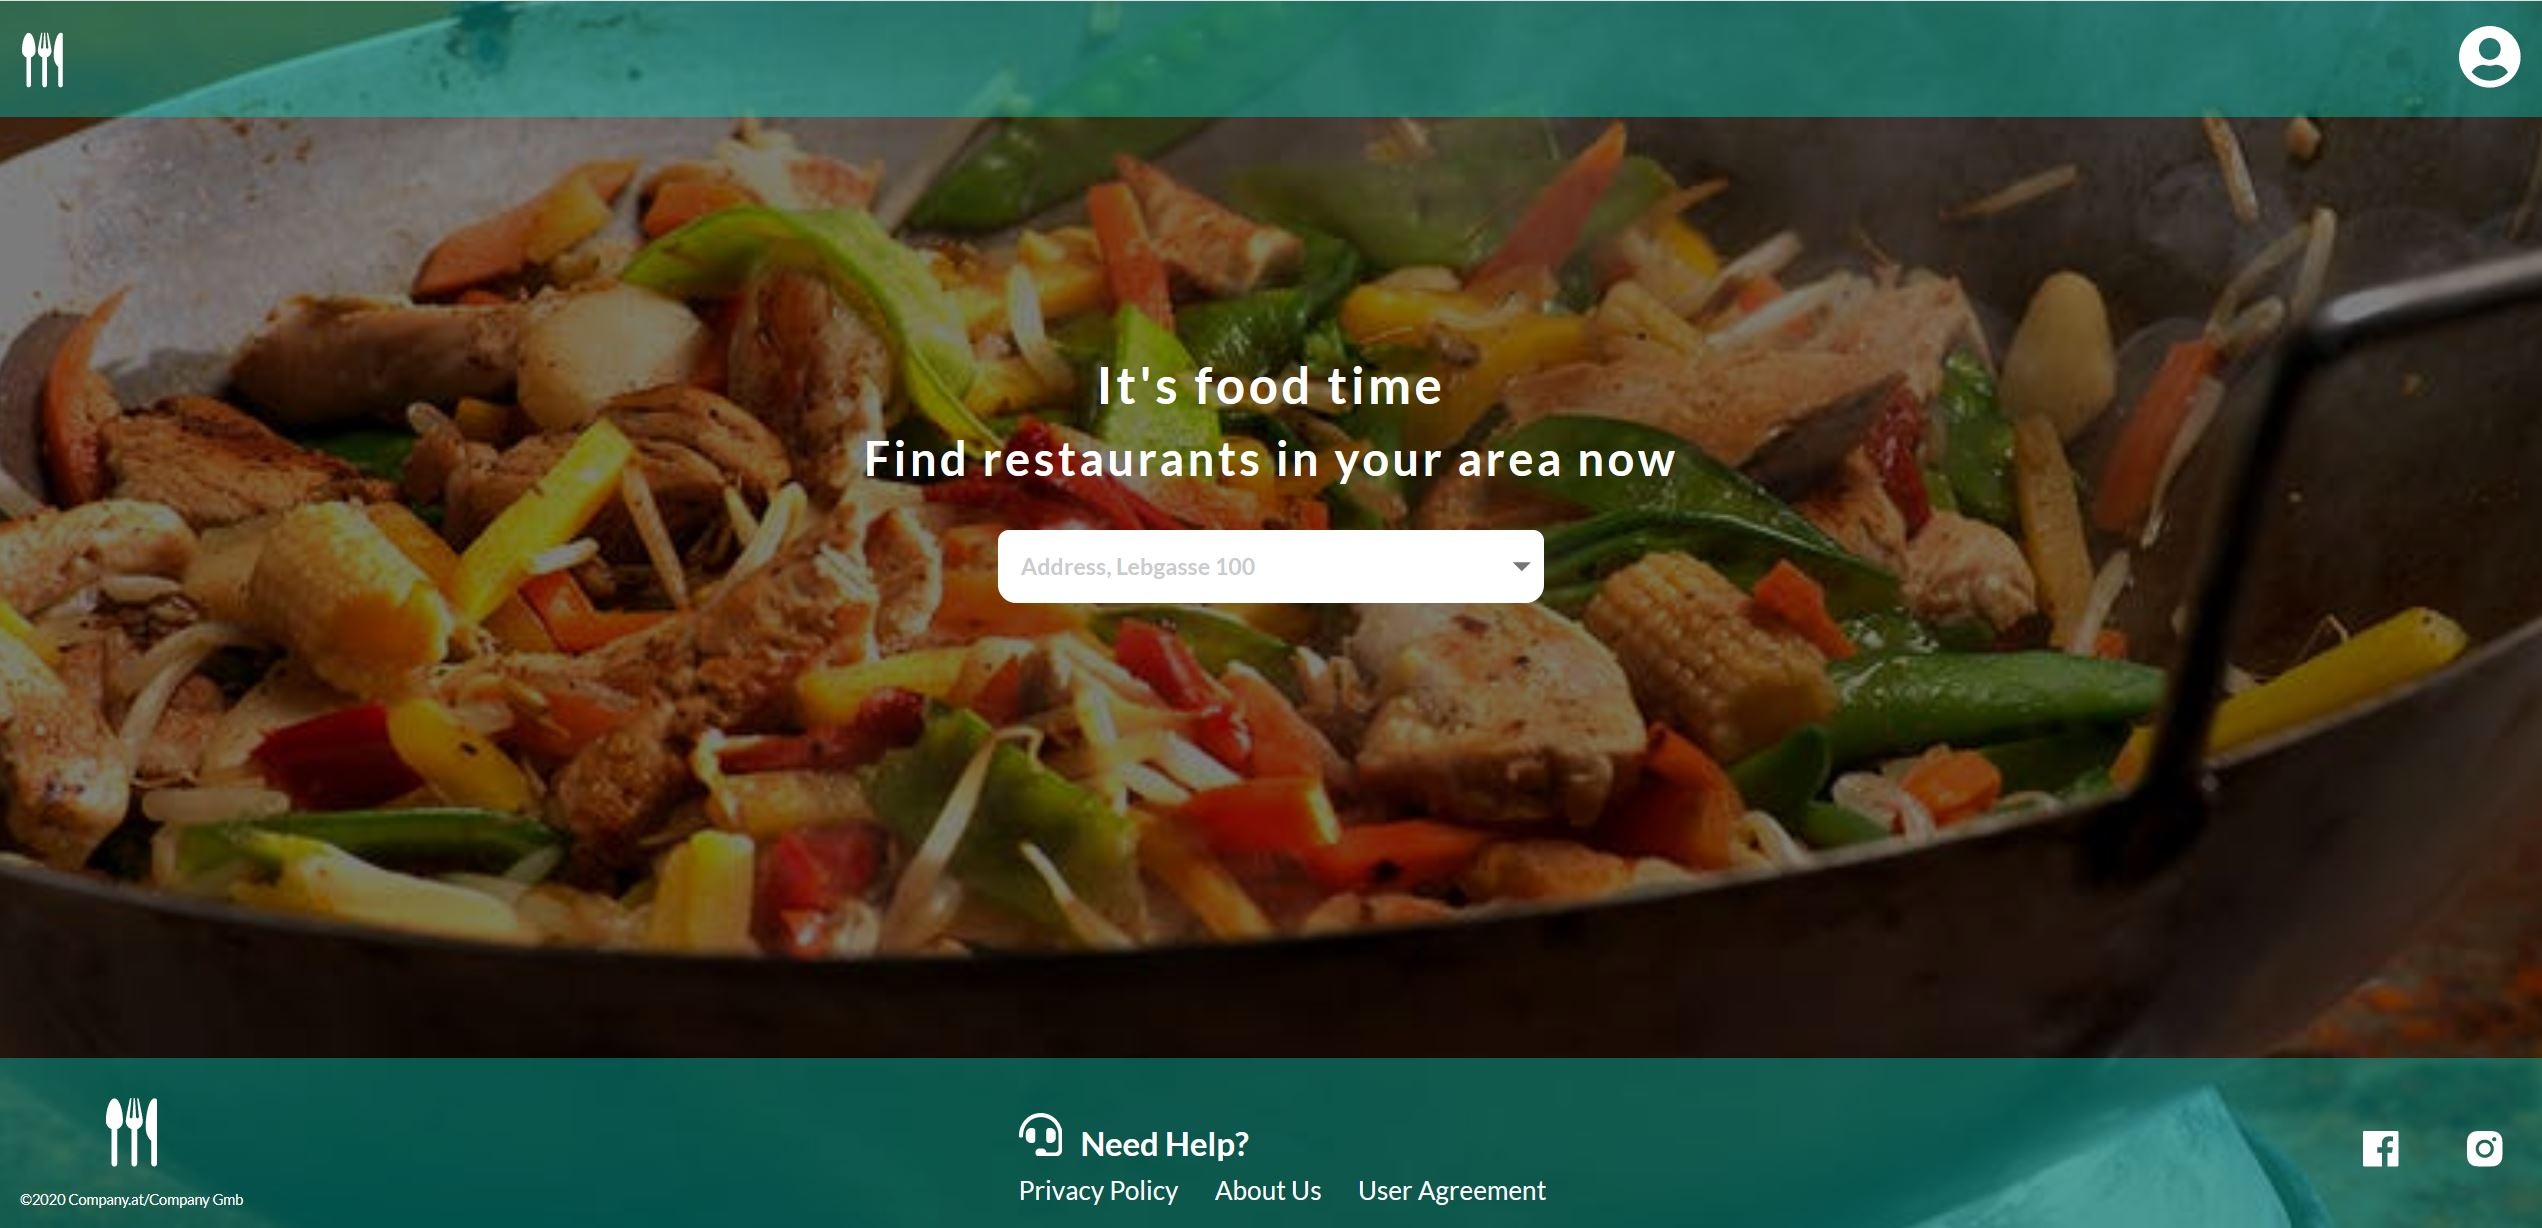 It's food time
Find restaurants in your area now
Address, Lebgasse 100
Need Help?
Privacy Policy About Us User Agreement
©2020 Company.at/Company Gmb